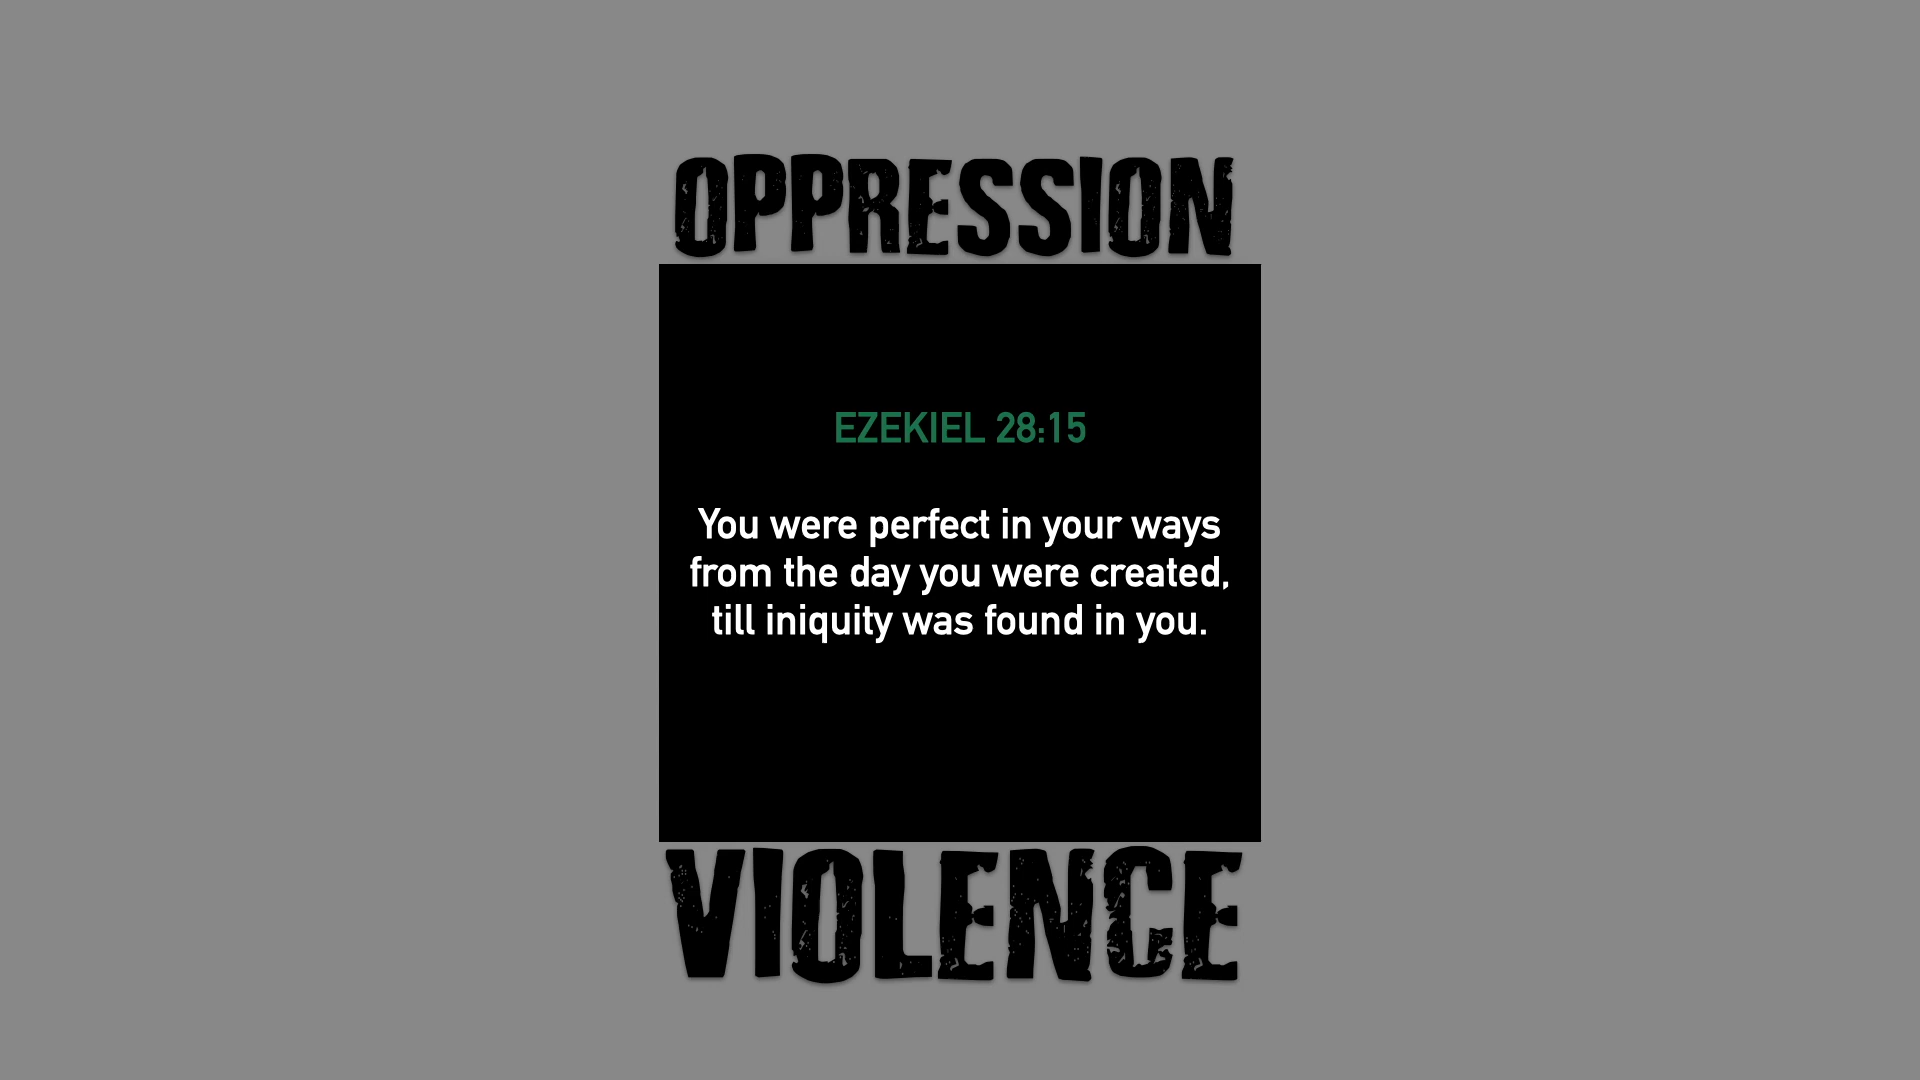 OPPRESSION
EZEKIEL 28:15
You were perfect in your ways
from the day you were created,
till iniquity was found in you.
VIOLENCE